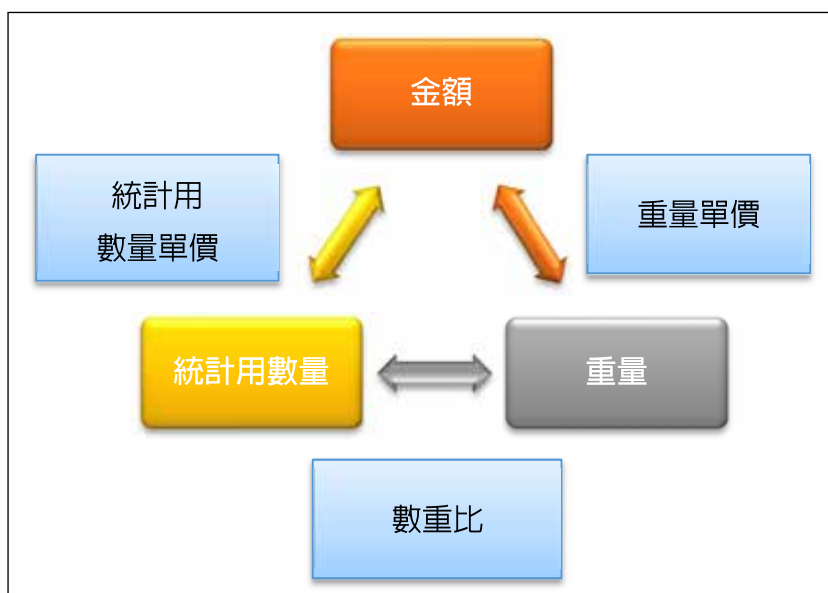 金額
統計用
數量單價
重量單價
統計用數量
重量
數重比